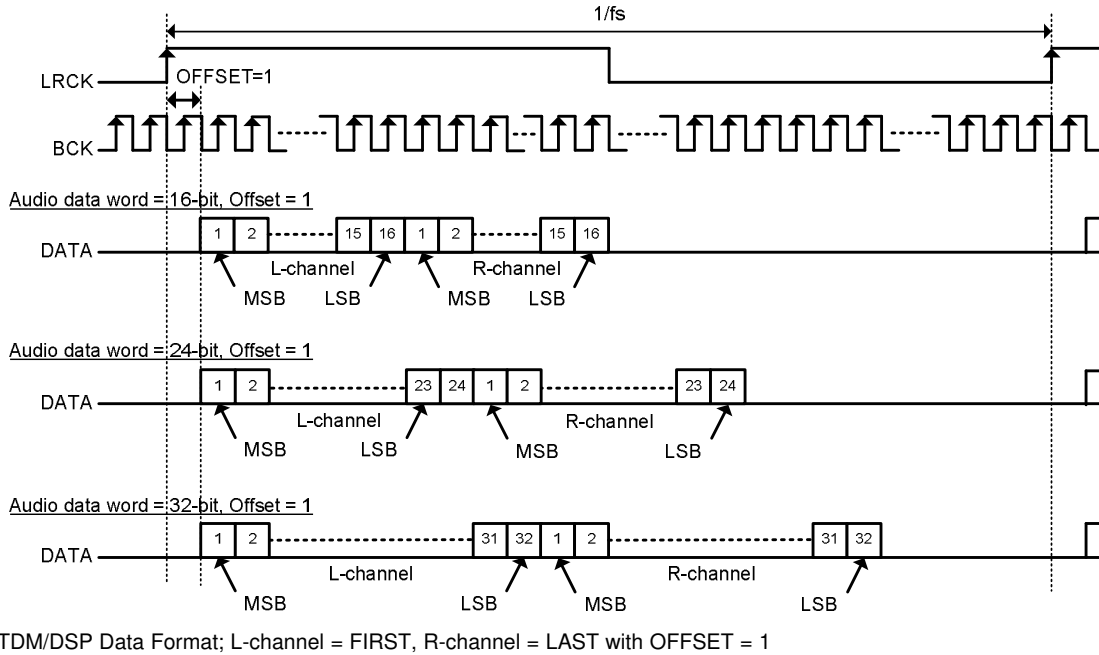 1/fs
LRCK
OFFSET=1
BCK
Audio data word = 16-bit, Offset = 1
DATA
1 2 15 16 1 2 15 16
L-channel R-channel
MSB LSB MSB LSB
Audio data word = 24-bit, Offset = 1
DATA
1 2 23 24 1 2 23 24
L-channel R-channel
MSB LSB MSB LSB
Audio data word = 32-bit, Offset = 1
DATA
1 2 31 32 1 2 31 32
L-channel R-channel
MSB LSB MSB LSB
TDM/DSP Data Format; L-channel = FIRST, R-channel = LAST with OFFSET = 1